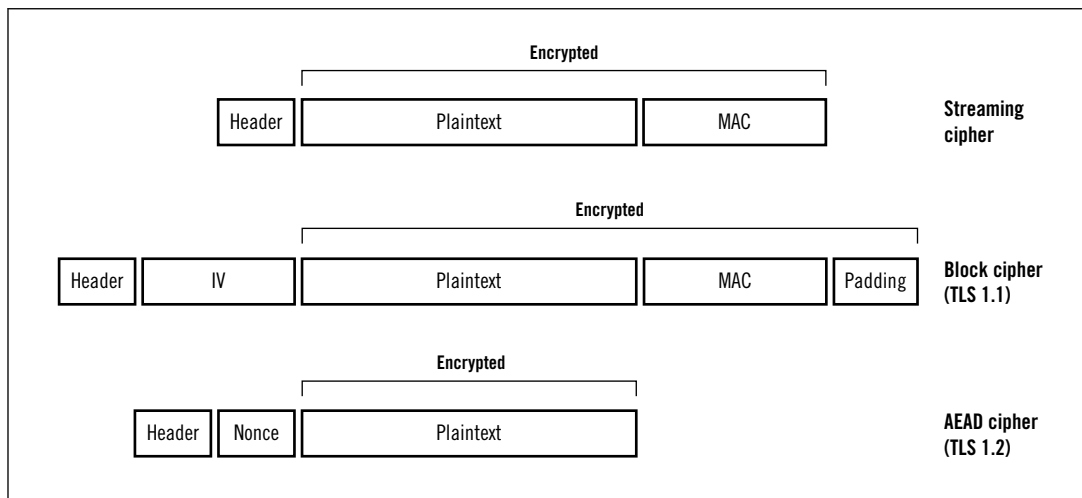 Encrypted
Header Plaintext MAC
Streaming
cipher
Encrypted
Header IV Plaintext MAC Padding
Block cipher
(TLS 1.1)
Encrypted
Header Nonce Plaintext
AEAD cipher
(TLS 1.2)